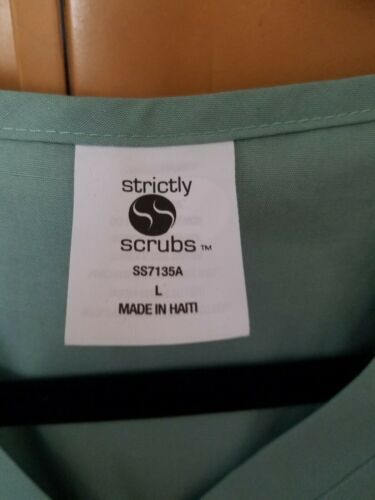 strictly
scrubs™
SS7135A
L
MADE IN HAITI